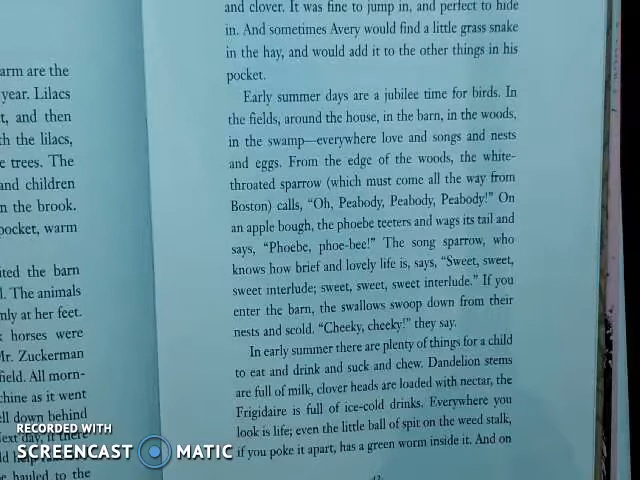 arm are the
year. Lilacs
t, and then
th the lilacs,
e trees. The
and children
n the brook.
pocket, warm
ited the barn
l. The animals
nly at her feet.
k horses were
Mr. Zuckerman
field. All morn-
chine as it went
ell down behind
Next day, if there
ld help
e hauled to the
and clover. It was fine to jump in, and perfect to hide
in. And sometimes Avery would find a little grass snake
in the hay, and would add it to the other things in his
pocket.
Early summer days are a jubilee time for birds. In
the fields, around the house, in the barn, in the woods,
in the swamp—everywhere love and songs and nests
and eggs. From the edge of the woods, the white-
throated sparrow (which must come all the way from
Boston) calls, “Oh, Peabody, Peabody, Peabody!” On
an apple bough, the phoebe teeters and wags its tail and
says, “Phoebe, phoe-bee!” The song sparrow, who
knows how brief and lovely life is, says, “Sweet, sweet,
sweet interlude; sweet, sweet, sweet interlude.” If you
enter the barn, the swallows swoop down from their
nests and scold. “Cheeky, cheeky!” they say.
In early summer there are plenty of things for a child
to eat and drink and suck and chew. Dandelion stems
are full of milk, clover heads are loaded with nectar, the
Frigidaire is full of ice-cold drinks. Everywhere you
look is life; even the little ball of spit on the weed stalk,
if you poke it apart, has a green worm inside it. And on
RECORDED WITH
SCREENCAST MATIC